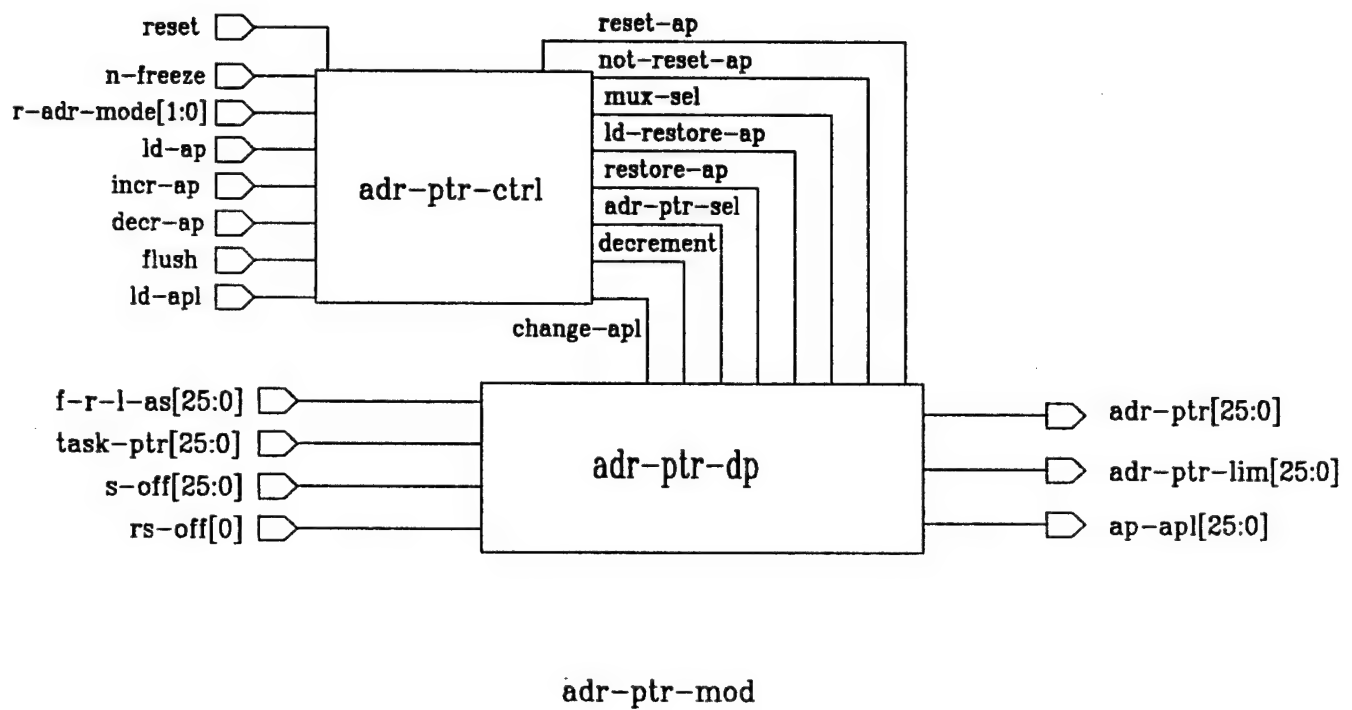 reset
reset-ap
n-freeze
not-reset-ap
r-adr-mode[1:0]
mux-sel
ld-ap
ld-restore-ap
incr-ap
adr-ptr-ctrl
restore-ap
decr-ap
adr-ptr-sel
flush
decrement
ld-apl
change-apl
f-r-l-as[25:0]
adr-ptr[25:0]
task-ptr[25:0]
adr-ptr-dp
adr-ptr-lim[25:0]
s-off[25:0]
rs-off[0]
ap-apl[25:0]
adr-ptr-mod